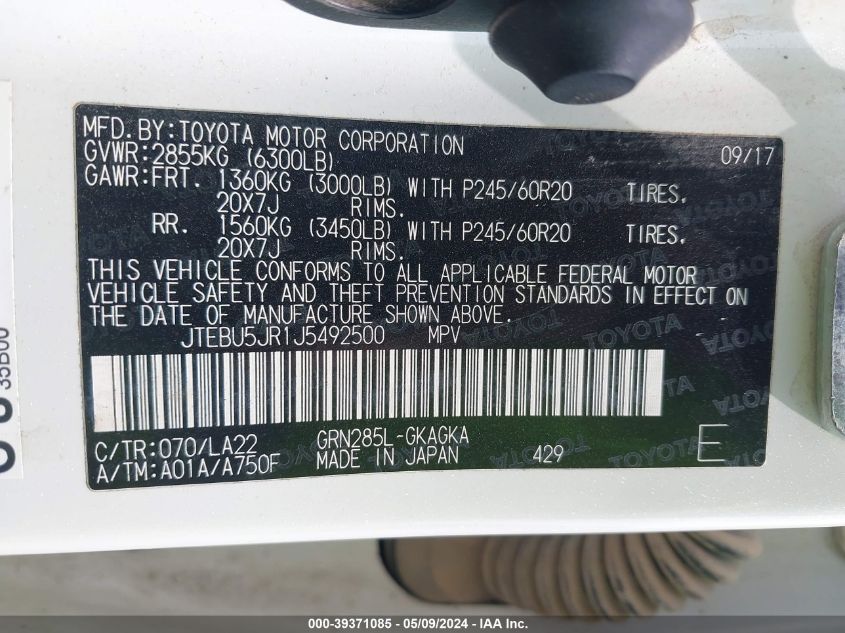 MFD.BY:TOYOTA MOTOR CORPORATION 09/17
GVWR:2855KG (6300LB)
GAWR:FRT. 1360KG (3000LB) WITH P245/60R20 TIRES,
20X7J RIMS.
RR. 1560KG (3450LB) WITH P245/60R20 TIRES,
20X7J RIMS.
THIS VEHICLE CONFORMS TO ALL APPLICABLE FEDERAL MOTOR
VEHICLE SAFETY AND THEFT PREVENTION STANDARDS IN EFFECT ON
THE DATE OF MANUFACTURE SHOWN ABOVE.
JTEBU5JR1J5492500 MPV
C/TR:070/LA22 GRN285L-GKAGKA
A/TM:A01A/A750F MADE IN JAPAN 429 E
35B00
000-39371085 - 05/09/2024 - IAA Inc.